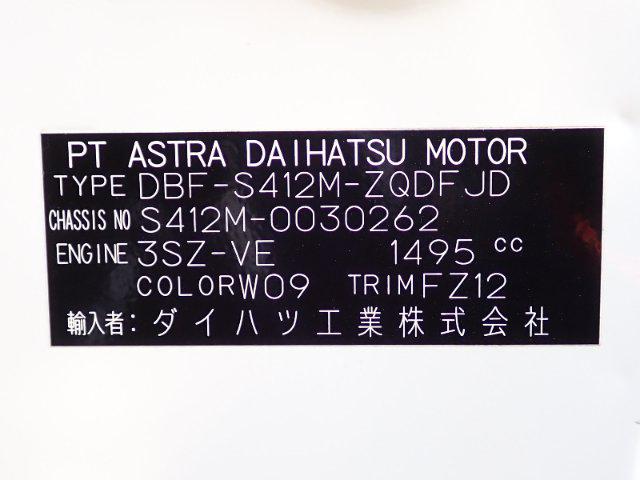 PT ASTRA DAIHATSU MOTOR
TYPE DBF-S412M-ZQDFJD
CHASSIS NO S412M-0030262
ENGINE 3SZ-VE 1495 cc
COLOR W09 TRIM FZ12
輸入者: ダイハツ工業株式会社